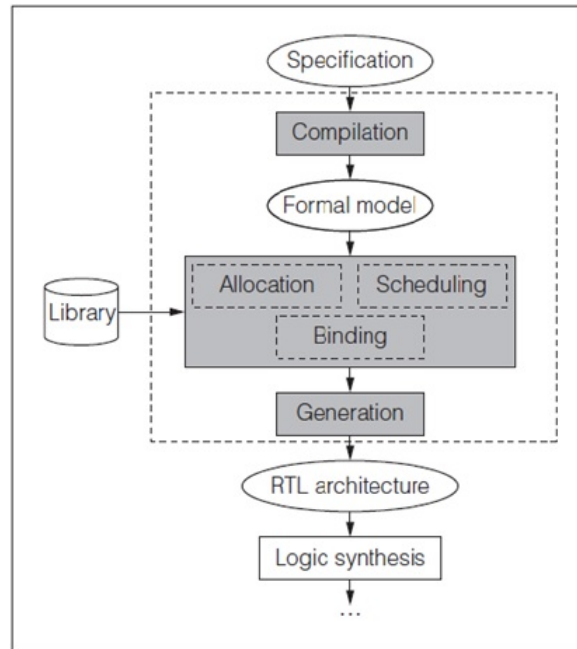 Specification
Compilation
Formal model
Allocation
Scheduling
Library
Binding
Generation
RTL architecture
Logic synthesis
...